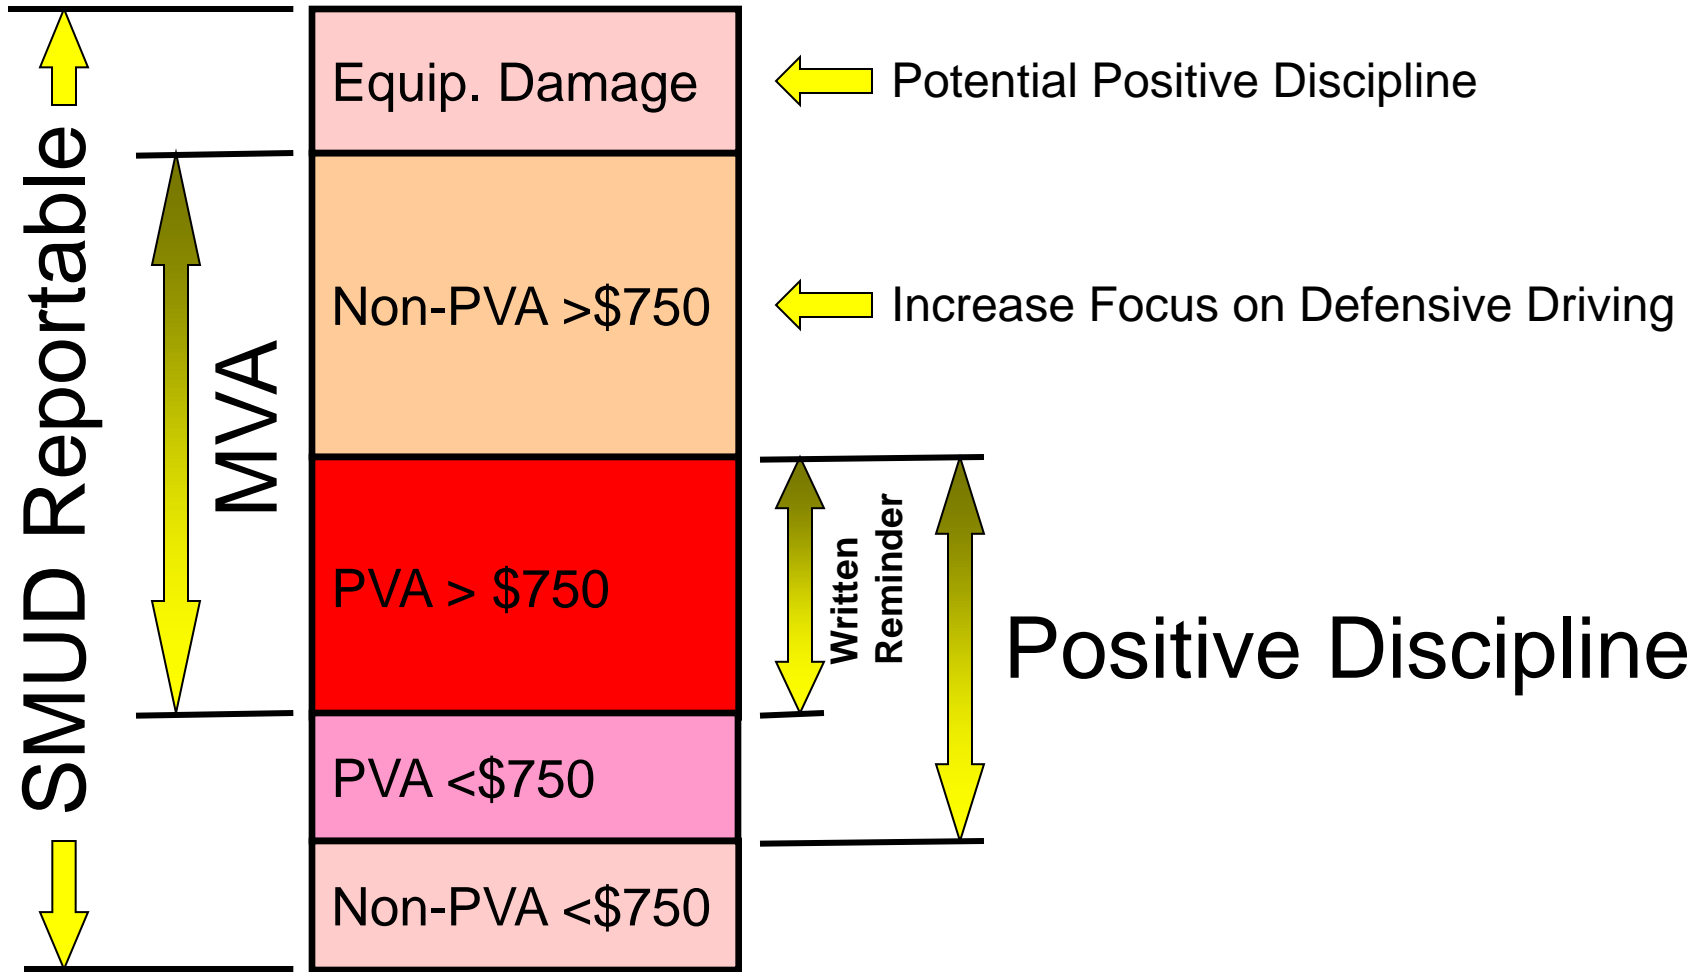 SMUD Reportable
MVA
Equip. Damage
Potential Positive Discipline
Non-PVA >$750
Increase Focus on Defensive Driving
PVA > $750
Written
Reminder
Positive Discipline
PVA <$750
Non-PVA <$750